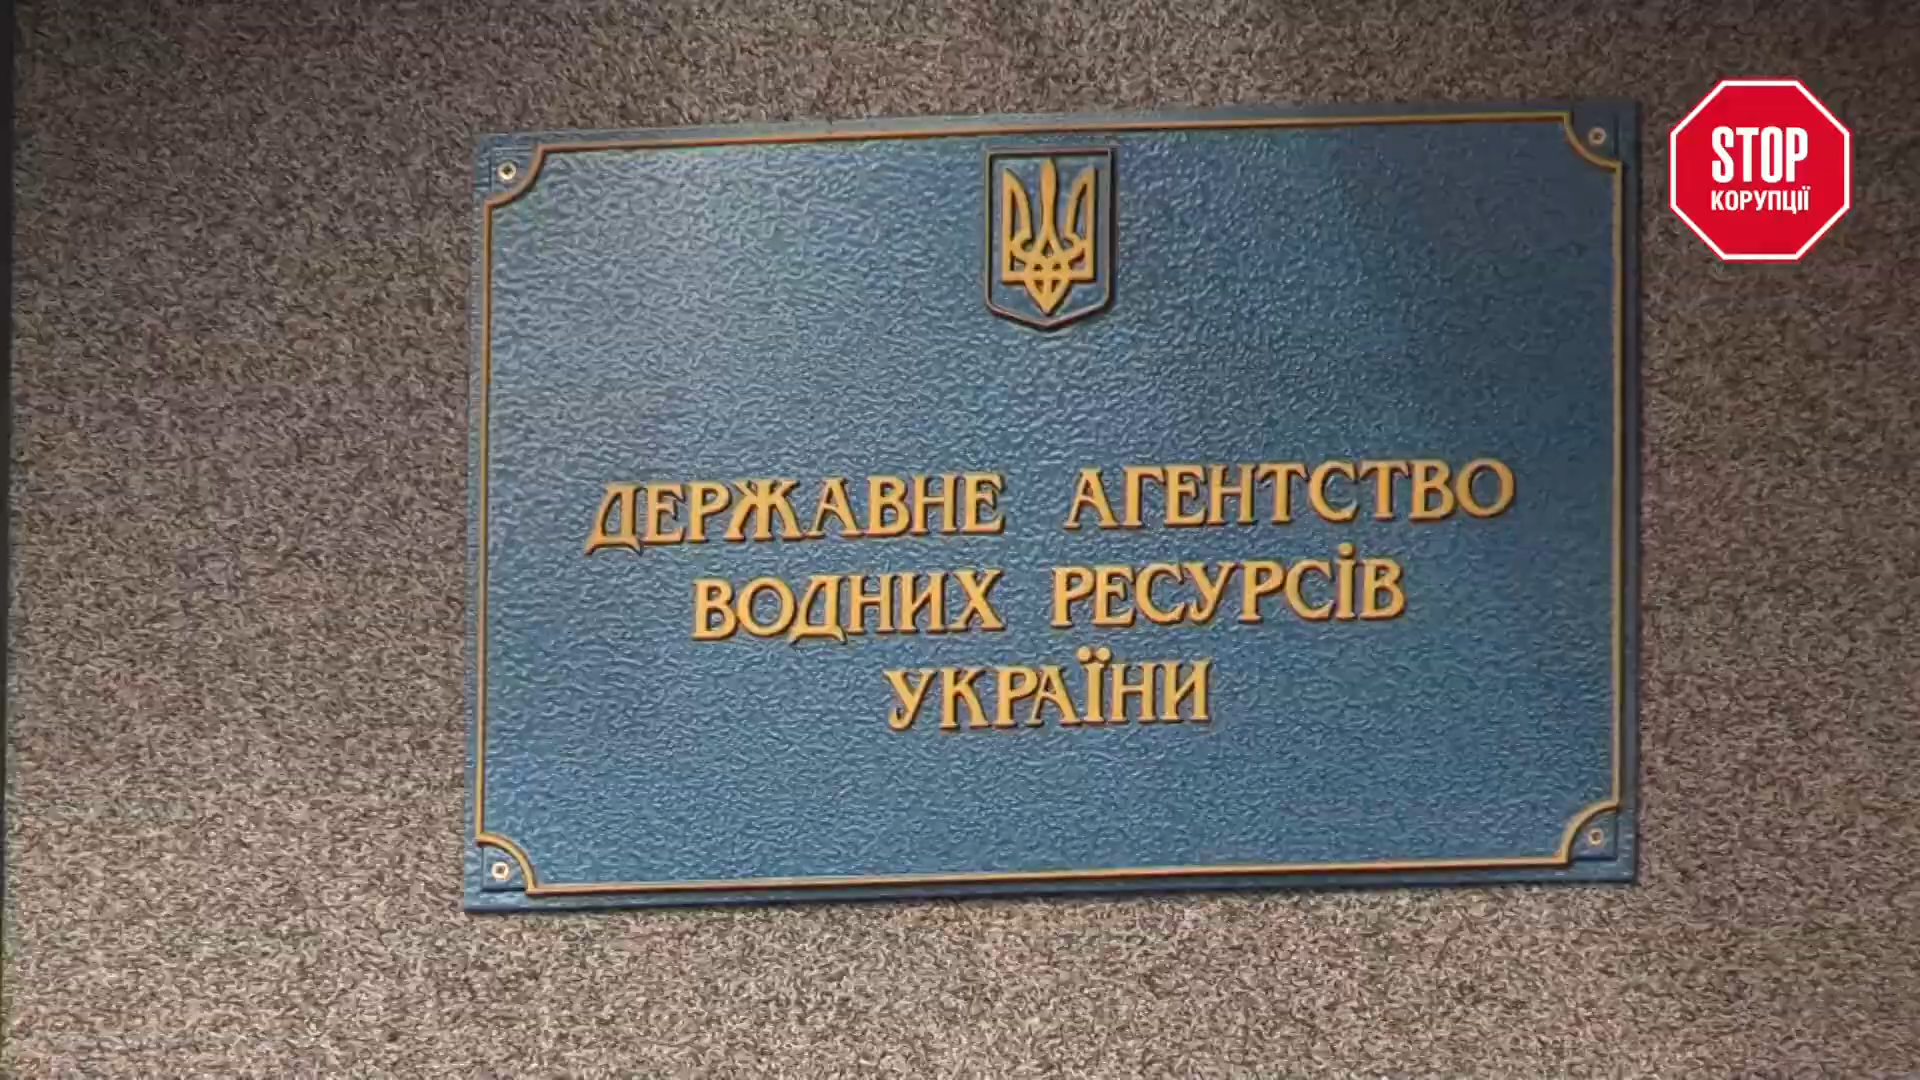 ДЕРЖАВНЕ АГЕНТСТВО
ВОДНИХ РЕСУРСІВ
УКРАЇНИ
STOP
КОРУПЦІЇ